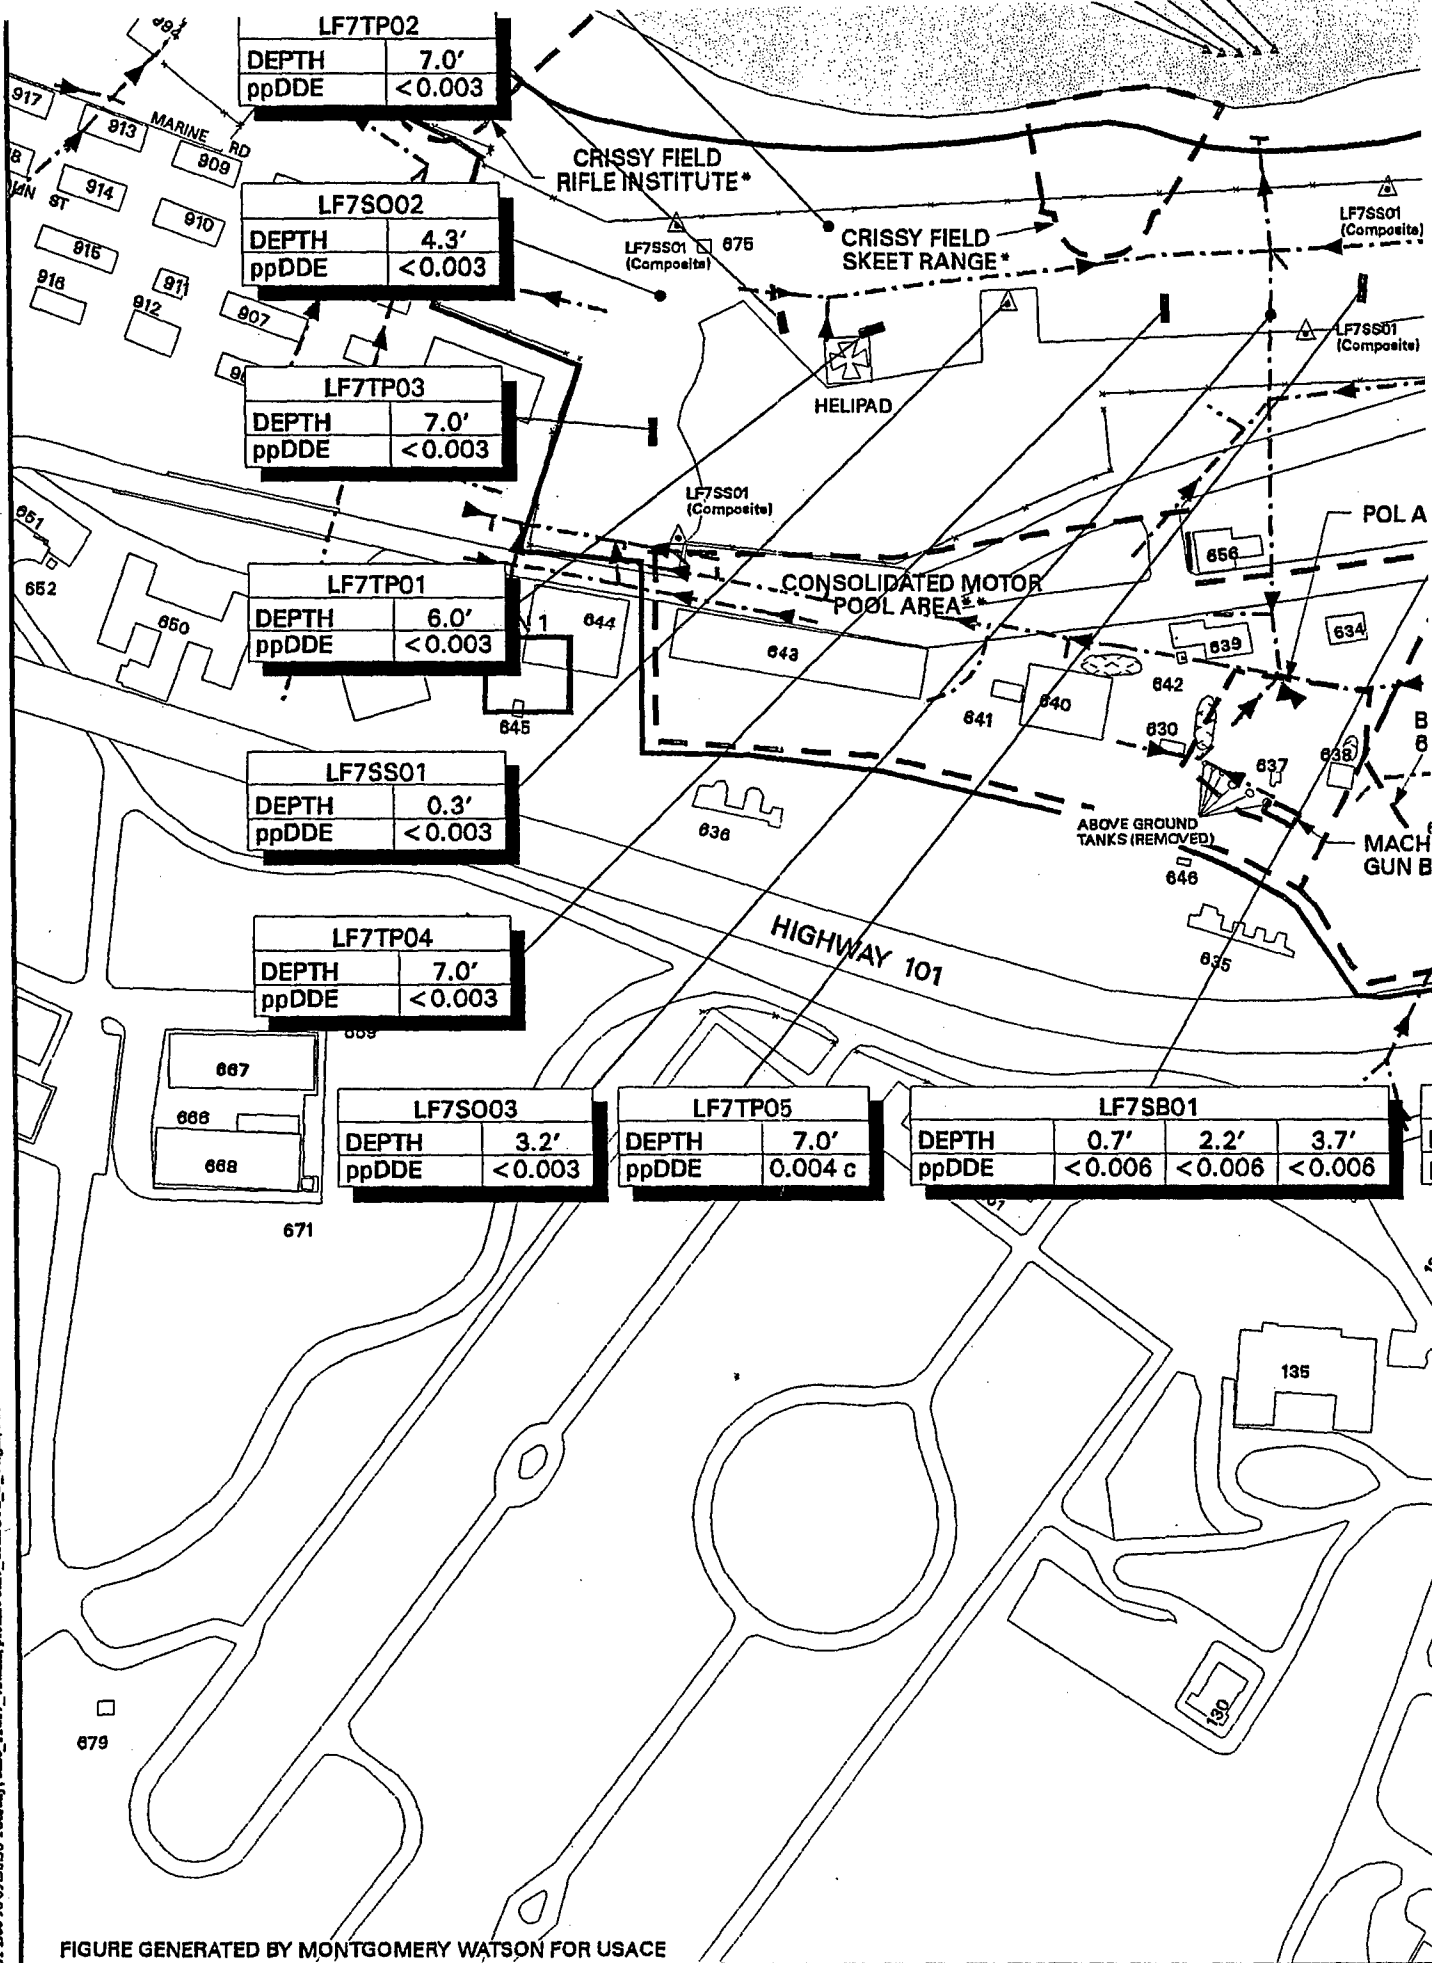 LF7TP02
DEPTH 7.0'
ppDDE <0.003
917
913
MARINE RD
909
914
ST
910
915
916
911
912
907
CRISSY FIELD
RIFLE INSTITUTE*
LF7SO02
DEPTH 4.3'
ppDDE <0.003
LF7SS01
(Composite)
675
CRISSY FIELD
SKEET RANGE*
LF7SS01
(Composite)
LF7SS01
(Composite)
HELIPAD
LF7TP03
DEPTH 7.0'
ppDDE <0.003
LF7SS01
(Composite)
651
652
650
POL A
656
CONSOLIDATED MOTOR
POOL AREA**
LF7TP01
DEPTH 6.0'
ppDDE <0.003
1
644
643
645
639
634
642
641
640
630
637
638
B
6
LF7SS01
DEPTH 0.3'
ppDDE <0.003
636
ABOVE GROUND
TANKS (REMOVED)
MACH
GUN B
646
635
HIGHWAY 101
LF7TP04
DEPTH 7.0'
ppDDE <0.003
669
667
666
668
671
LF7SO03
DEPTH 3.2'
ppDDE <0.003
LF7TP05
DEPTH 7.0'
ppDDE 0.004 c
LF7SB01
DEPTH 0.7' 2.2' 3.7'
ppDDE <0.006 <0.006 <0.006
135
130
679
FIGURE GENERATED BY MONTGOMERY WATSON FOR USACE